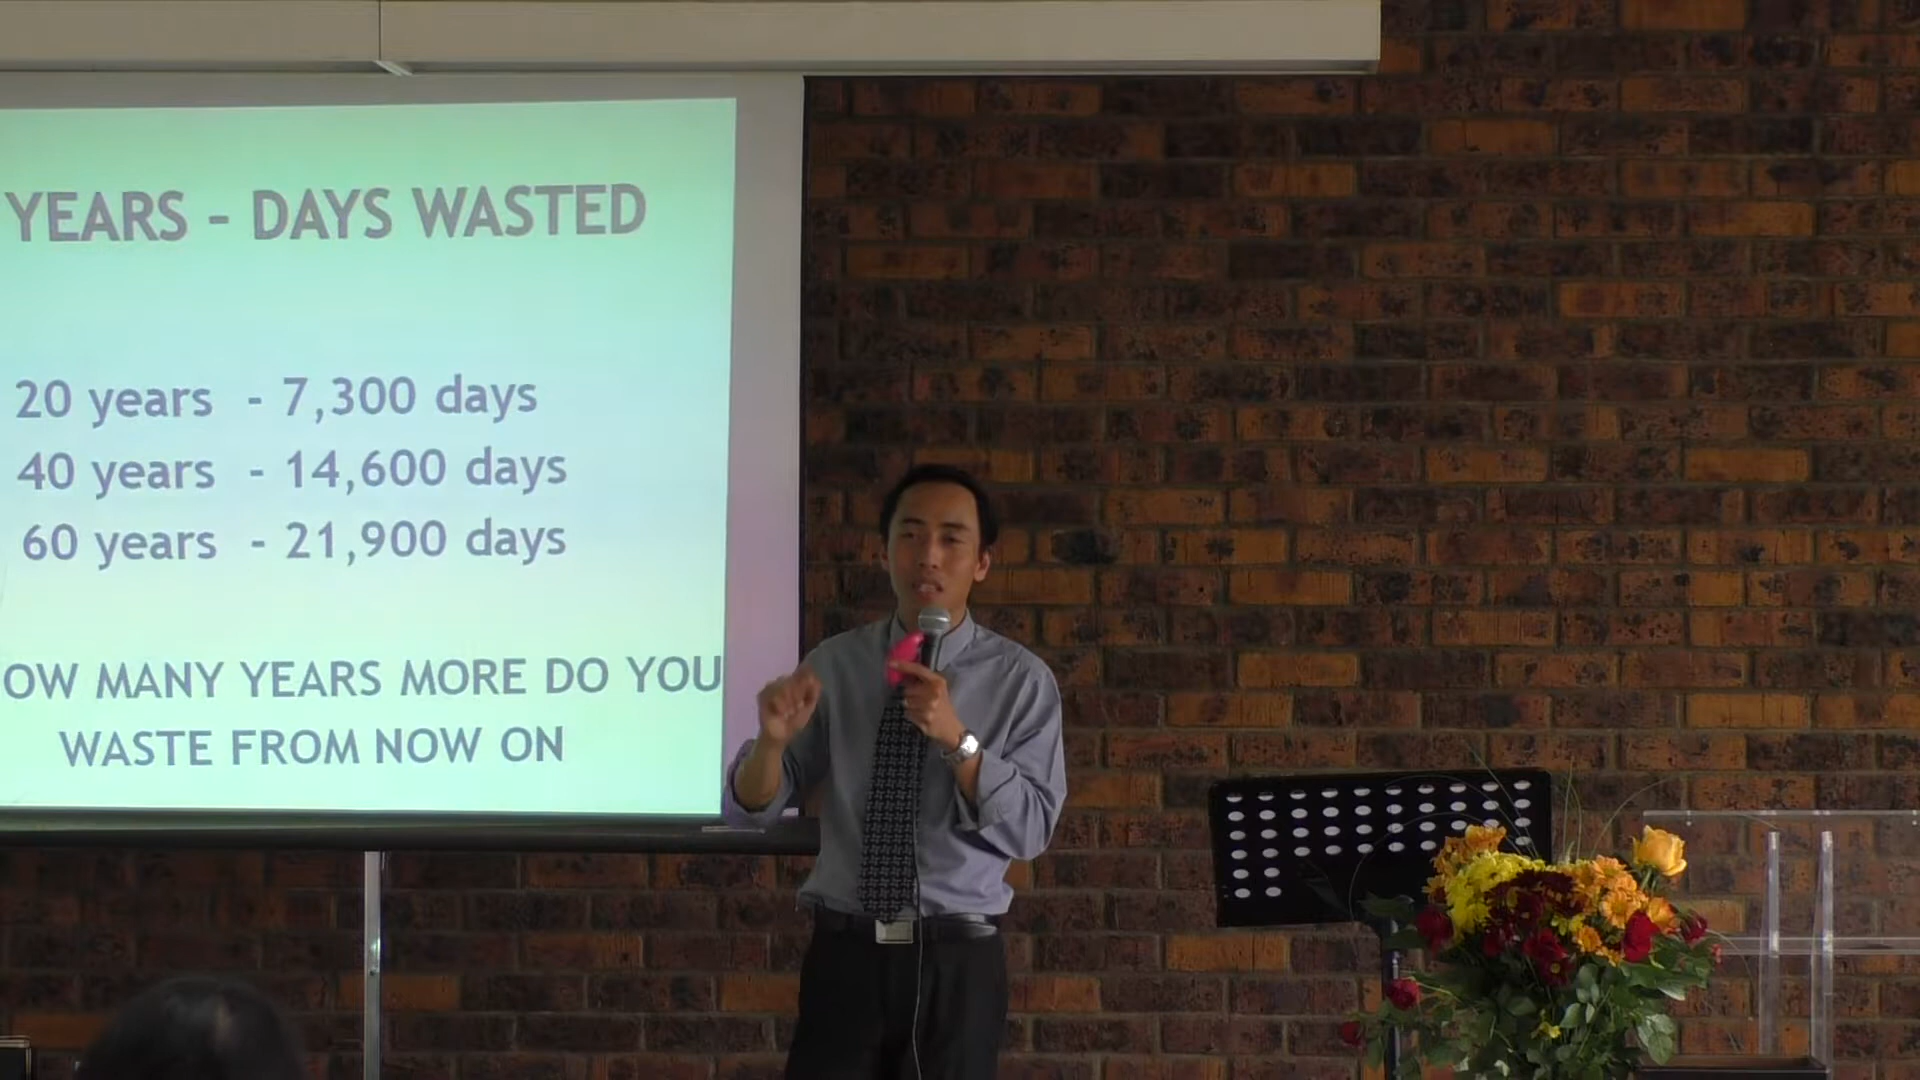 YEARS - DAYS WASTED
20 years - 7,300 days
40 years - 14,600 days
60 years - 21,900 days
OW MANY YEARS MORE DO YOU
WASTE FROM NOW ON